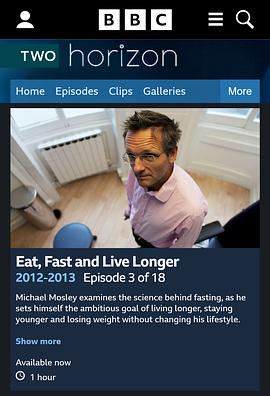 BBC
TWO horizon
Home Episodes Clips Galleries More
Eat, Fast and Live Longer
2012-2013 Episode 3 of 18
Michael Mosley examines the science behind fasting, as he
sets himself the ambitious goal of living longer, staying
younger and losing weight without changing his lifestyle.
Show more
Available now
1 hour